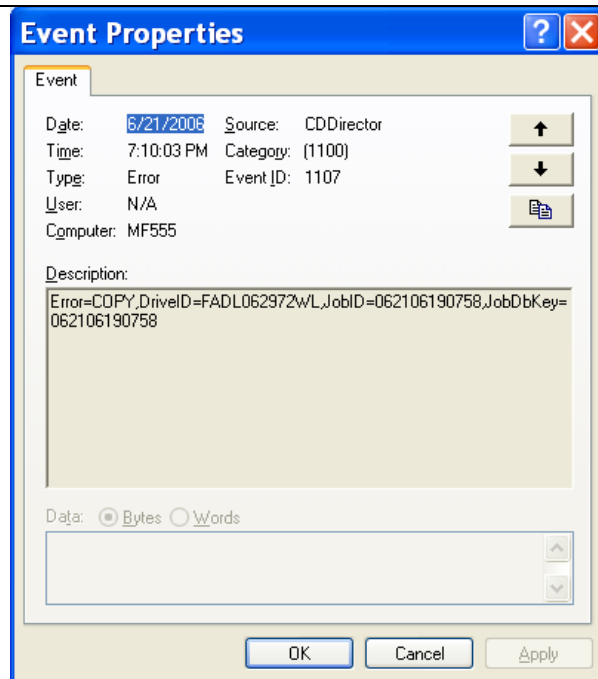 Event Properties
Event
Date: 6/21/2006 Source: CDDirector
Time: 7:10:03 PM Category: (1100)
Type: Error Event ID: 1107
User: N/A
Computer: MF555
Description:
Error=COPY,DriveID=FADL062972WL,JobID=062106190758,JobDbKey=
062106190758
Data: Bytes Words
OK Cancel Apply